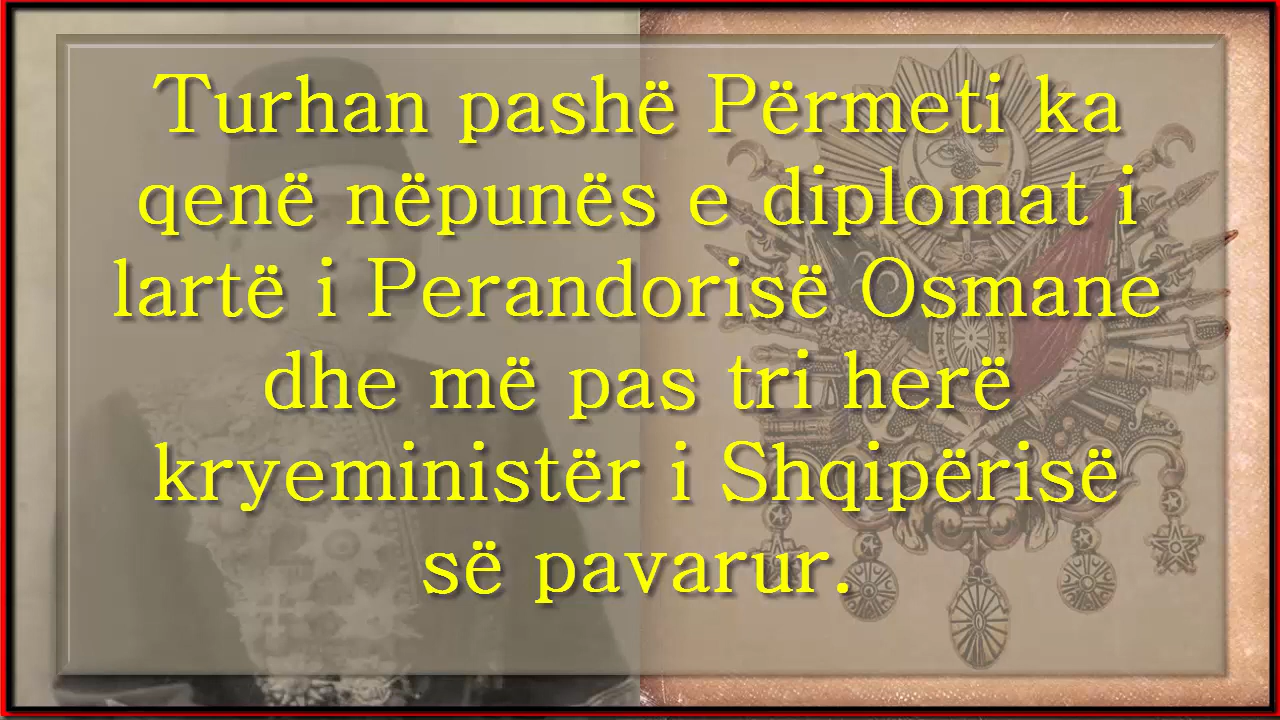 Turhan pashë Përmeti ka
qenë nëpunës e diplomat i
lartë i Perandorisë Osmane
dhe më pas tri herë
kryeministër i Shqipërisë
së pavarur.